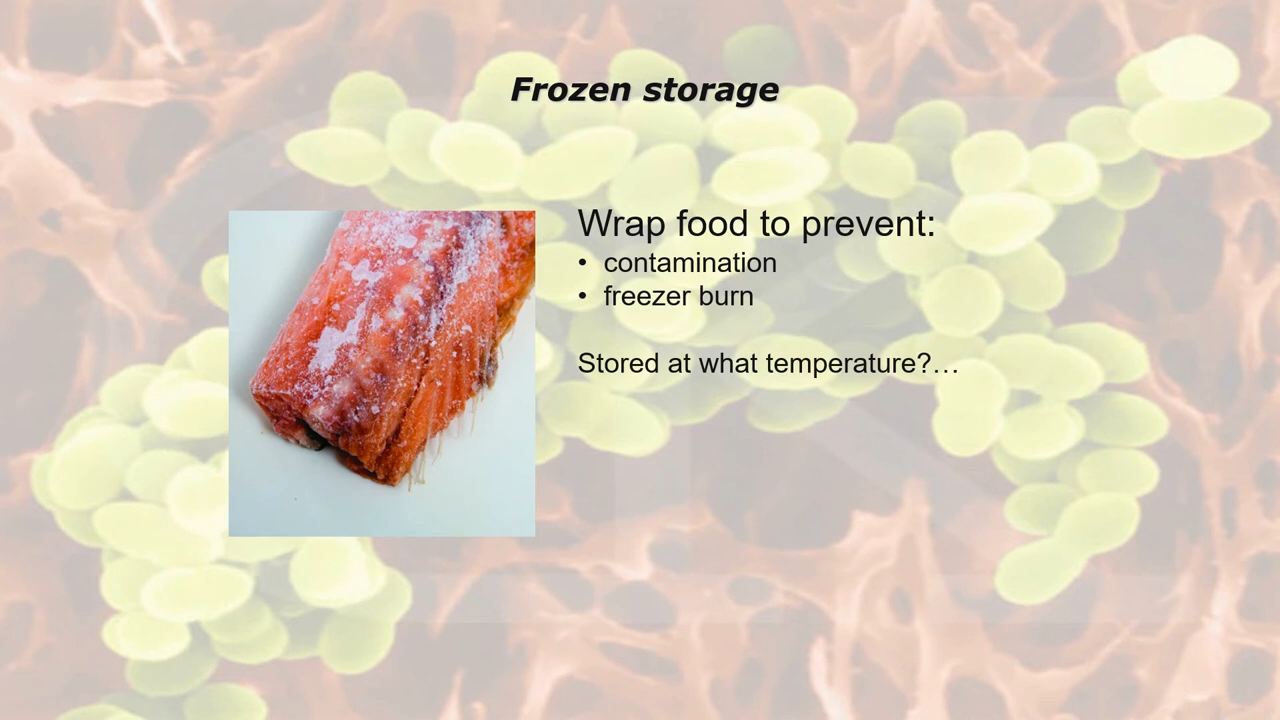 Frozen storage
Wrap food to prevent:
• contamination
• freezer burn
Stored at what temperature?…